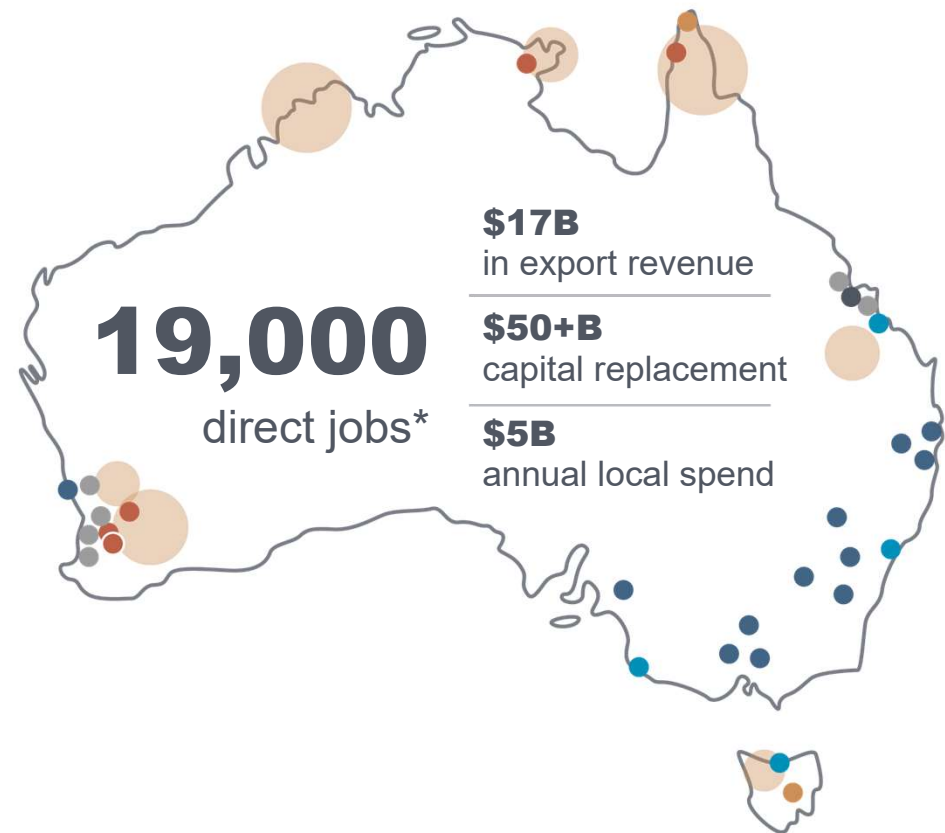 19,000
direct jobs*
$17B
in export revenue
$50+B
capital replacement
$5B
annual local spend